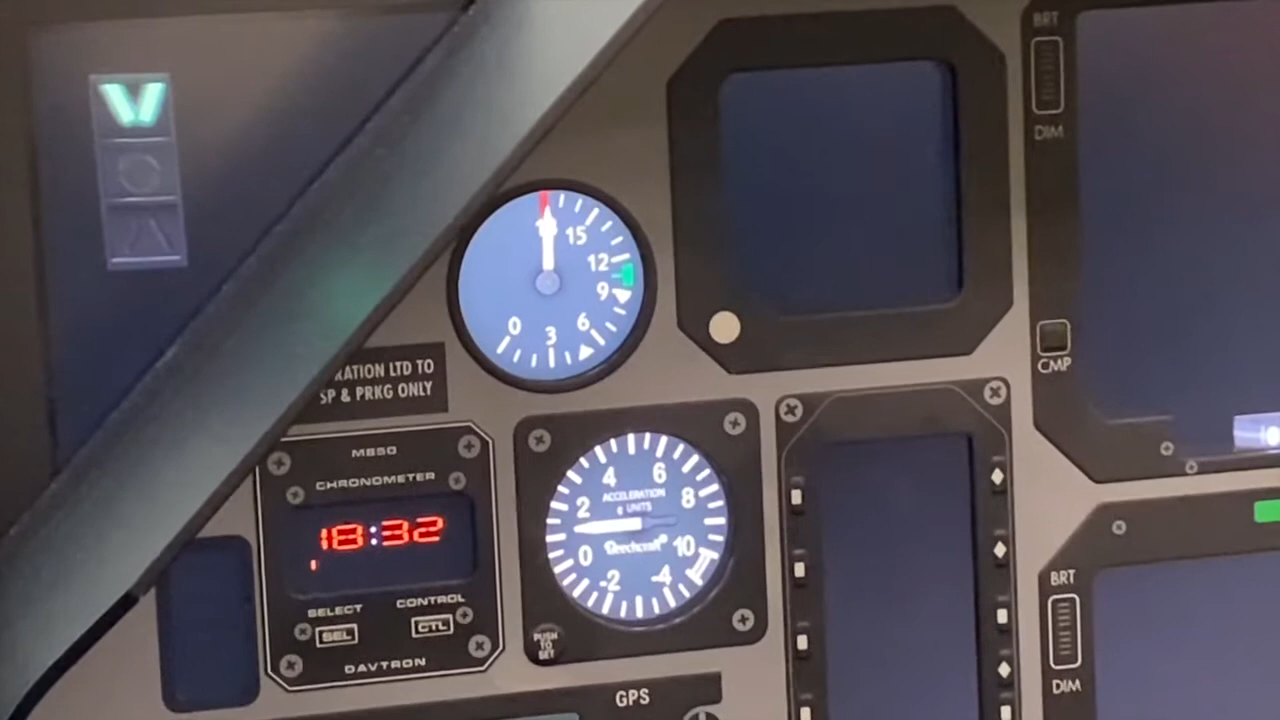 BRT
DIM
15
12
9
6
3
0
CMP
RATION LTD TO
SP & PRKG ONLY
M850
CHRONOMETER
18:32
SELECT
CONTROL
SEL
CTL
DAVTRON
4
6
2
8
ACCELERATION
G UNITS
0
Beechcraft
10
-2
-4
PUSH
TO
SET
GPS
BRT
DIM